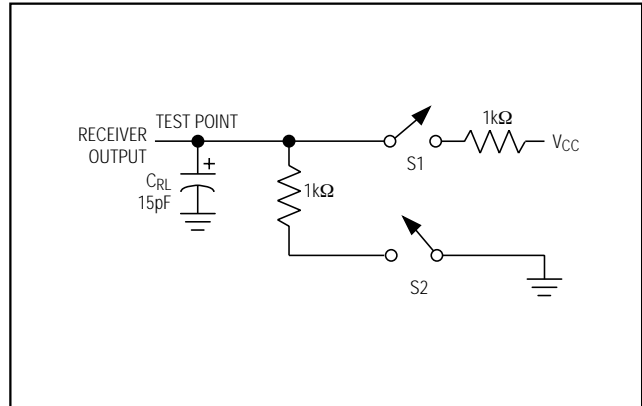 TEST POINT
RECEIVER
OUTPUT
+
CRL
15pF
1kΩ
S1
1kΩ
VCC
S2